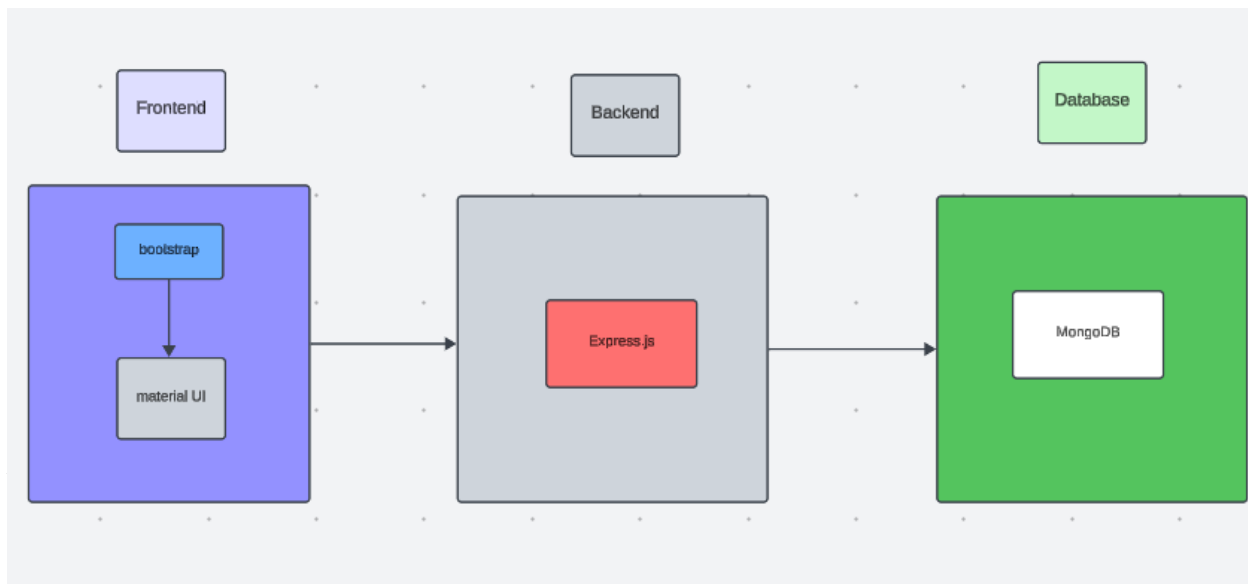 Frontend
Backend
Database
bootstrap
material UI
Express.js
MongoDB